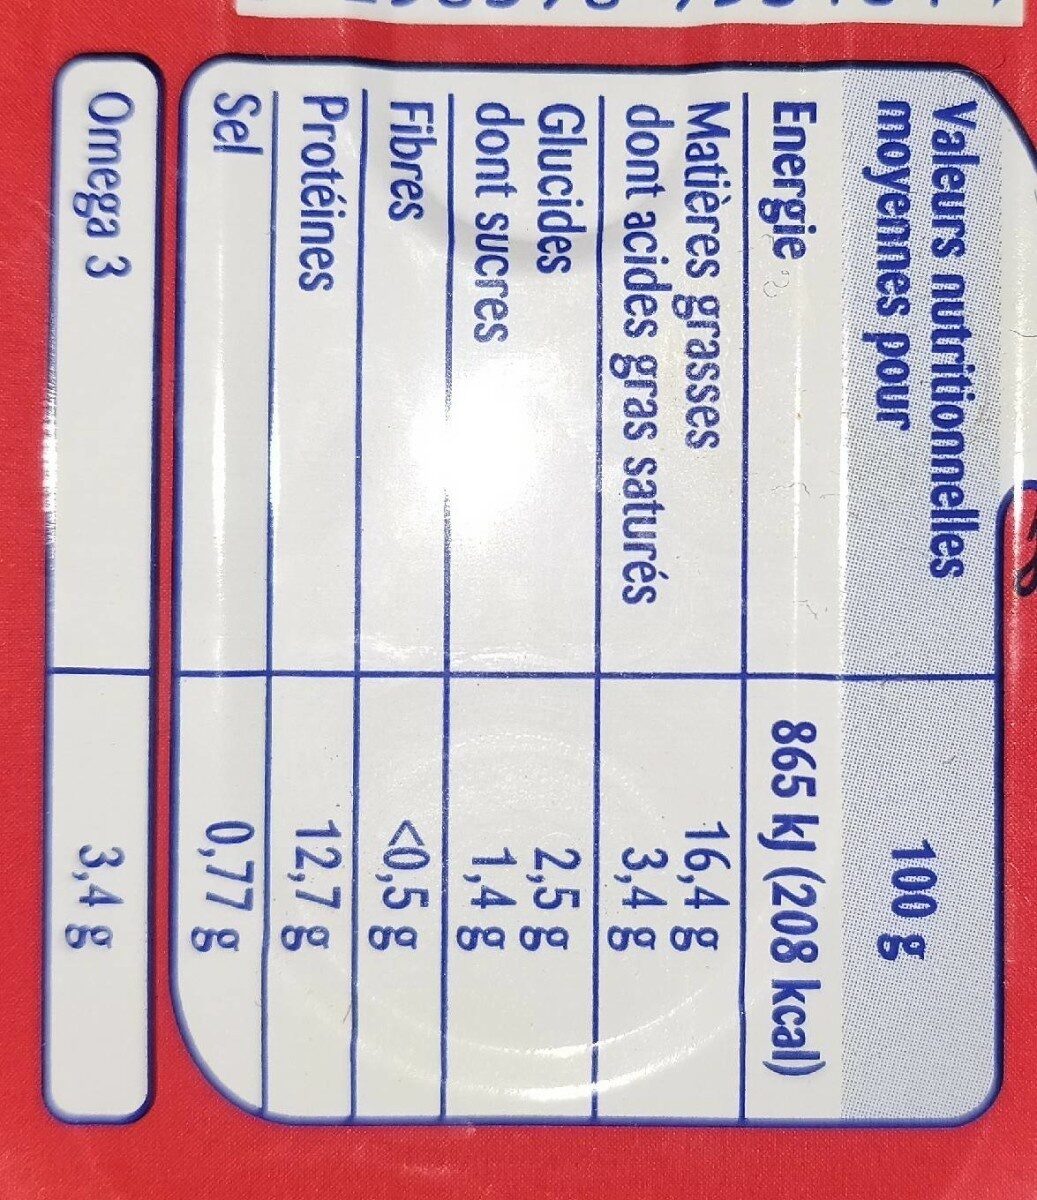 Valeurs nutritionnelles
moyennes pour 100 g
Energie 865 kJ (208 kcal)
Matières grasses 16,4 g
dont acides gras saturés 3,4 g
Glucides 2,5 g
dont sucres 1,4 g
Fibres <0,5 g
Protéines 12,7 g
Sel 0,77 g
Omega 3 3,4 g